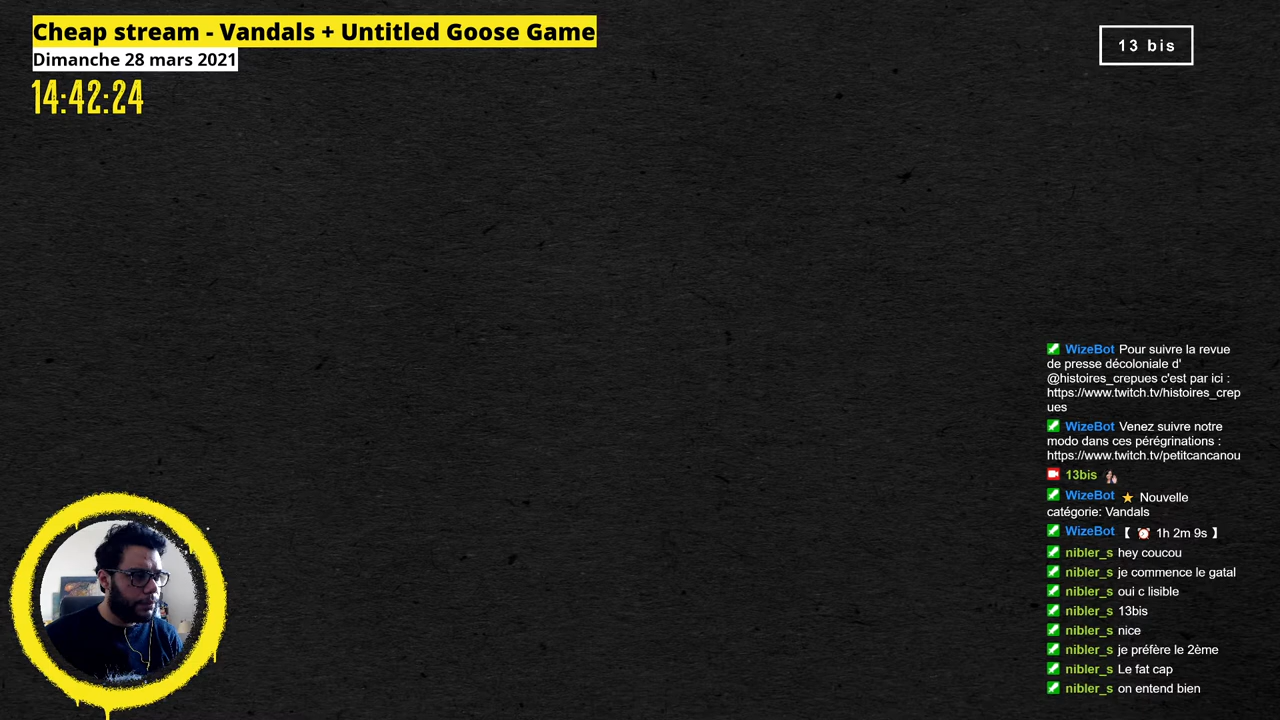 Cheap stream - Vandals + Untitled Goose Game
Dimanche 28 mars 2021
14:42:24
13 bis
WizeBot Pour suivre la revue
de presse décoloniale d'
@histoires_crepues c'est par ici :
https://www.twitch.tv/histoires_crep
ues
WizeBot Venez suivre notre
modo dans ces pérégrinations :
https://www.twitch.tv/petitcancanou
13bis
WizeBot ⭐ Nouvelle
catégorie: Vandals
WizeBot 【 ⏰ 1h 2m 9s 】
nibler_s hey coucou
nibler_s je commence le gatal
nibler_s oui c lisible
nibler_s 13bis
nibler_s nice
nibler_s je préfère le 2ème
nibler_s Le fat cap
nibler_s on entend bien